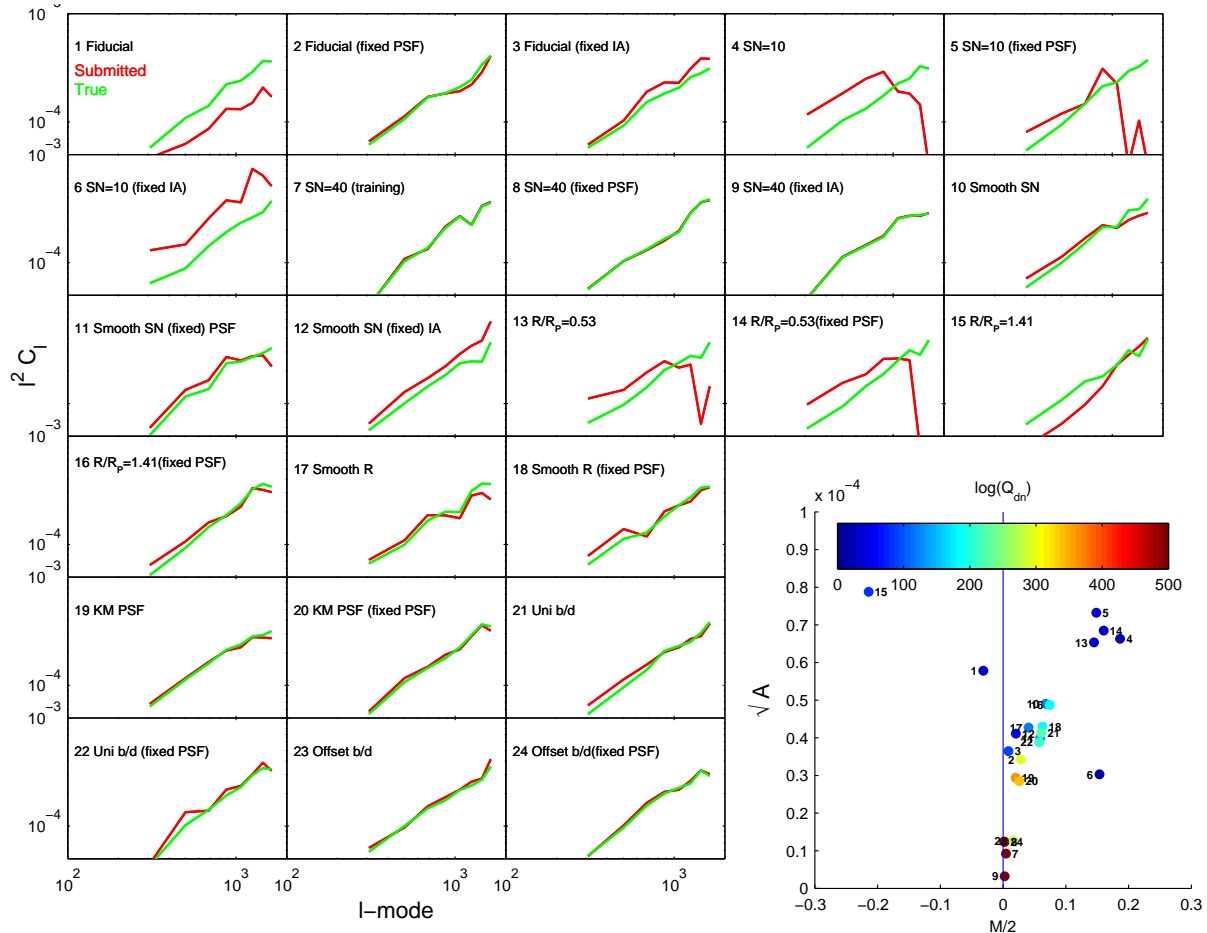 1 Fiducial
Submitted
True
2 Fiducial (fixed PSF)
3 Fiducial (fixed IA)
4 SN=10
5 SN=10 (fixed PSF)
10^-4
10^-3
6 SN=10 (fixed IA)
7 SN=40 (training)
8 SN=40 (fixed PSF)
9 SN=40 (fixed IA)
10 Smooth SN
10^-4
11 Smooth SN (fixed) PSF
12 Smooth SN (fixed) IA
13 R/R_P=0.53
14 R/R_P=0.53(fixed PSF)
15 R/R_P=1.41
10^-3
l^2 C_l
16 R/R_P=1.41(fixed PSF)
17 Smooth R
18 Smooth R (fixed PSF)
10^-4
10^-3
19 KM PSF
20 KM PSF (fixed PSF)
21 Uni b/d
10^-4
10^-3
22 Uni b/d (fixed PSF)
23 Offset b/d
24 Offset b/d(fixed PSF)
10^-4
10^2 10^3 10^2 10^3 10^2 10^3 10^2
l-mode
x 10^-4
log(Q_dn)
0 100 200 300 400 500
1
0.9
0.8
0.7
0.6
0.5
0.4
0.3
0.2
0.1
0
√ A
15
5
14
13
4
1
16
17
18
12
21
22
3
2
6
19
20
7
9
-0.3 -0.2 -0.1 0 0.1 0.2 0.3
M/2